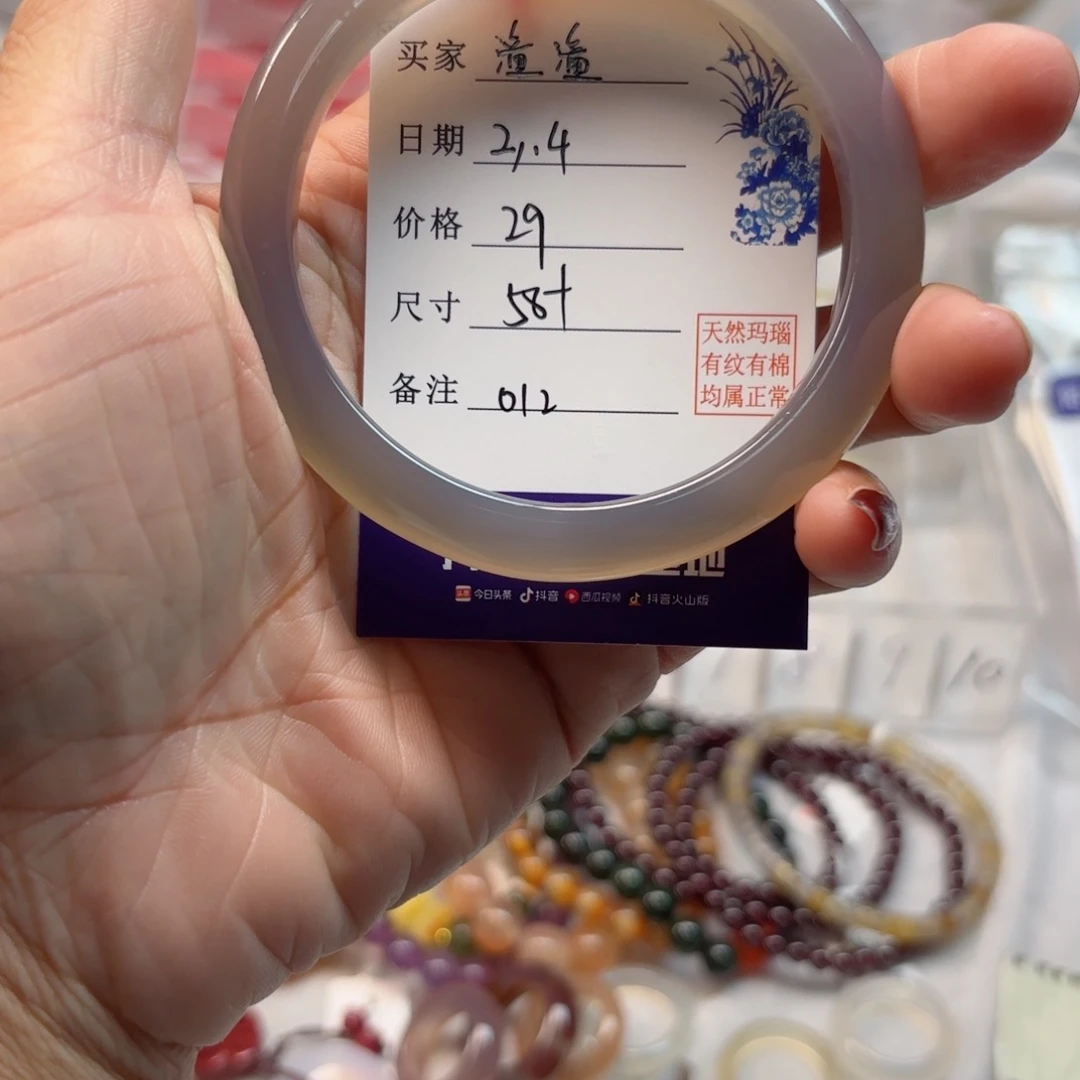 买家
日期 2,.4
价格 29
尺寸 58+
备注 012
天然玛瑙
有纹有棉
均属正常
今日头条 抖音 西瓜视频 抖音火山版
9 10